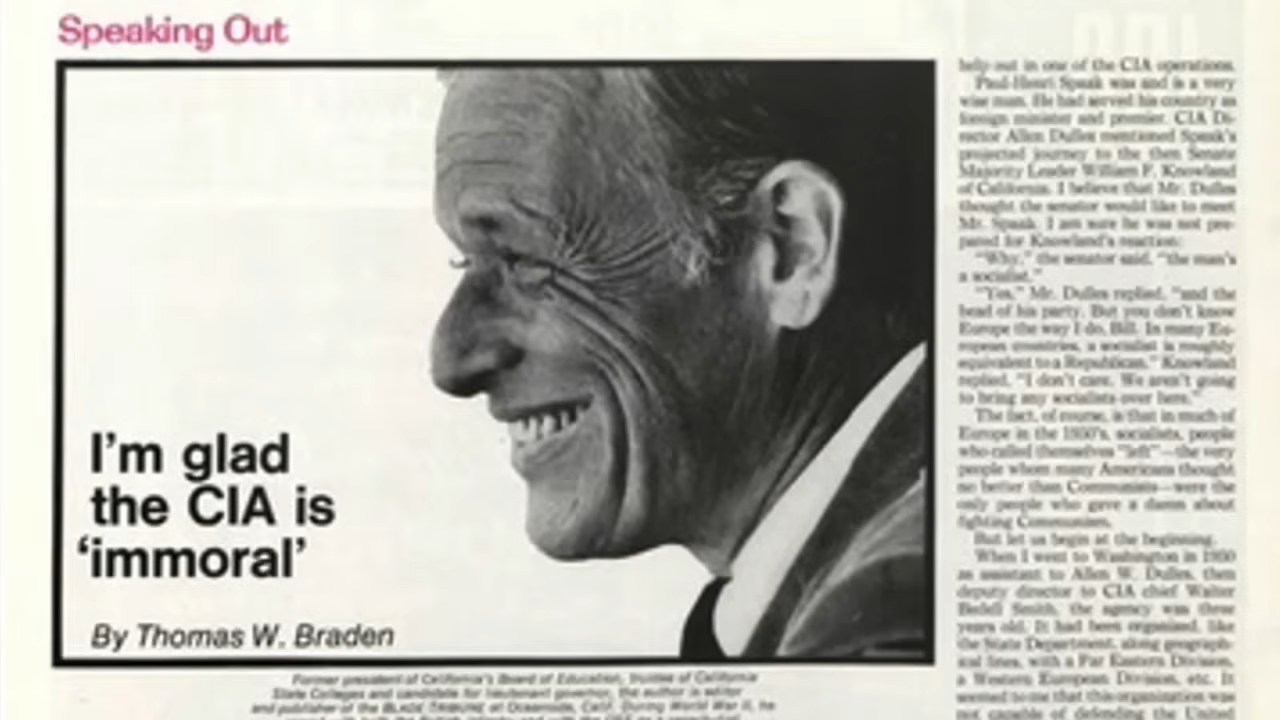 Speaking Out
I'm glad
the CIA is
'immoral'
By Thomas W. Braden
Former president of California's Board of Education, trustee of California
State Colleges and candidate for lieutenant governor, the author is editor
and publisher of the BLADE TRIBUNE at Oceanside, Calif. During World War II, he
help out in one of the CIA operations.
Paul-Henri Spaak was and is a very
wise man. He had served his country as
foreign minister and premier. CIA Di-
rector Allen Dulles mentioned Spaak's
projected journey to the then Senate
Majority Leader William F. Knowland
of California. I believe that Mr. Dulles
thought the senator would like to meet
Mr. Spaak. I am sure he was not pre-
pared for Knowland's reaction:
"Why," the senator said, "the man's
a socialist."
"Yes," Mr. Dulles replied, "and the
head of his party. But you don't know
Europe the way I do, Bill. In many Eu-
ropean countries, a socialist is roughly
equivalent to a Republican." Knowland
replied, "I don't care. We aren't going
to bring any socialists over here."
The fact, of course, is that in much of
Europe in the 1950's, socialists, people
who called themselves "left"—the very
people whom many Americans thought
no better than Communists—were the
only people who gave a damn about
fighting Communism.
But let us begin at the beginning.
When I went to Washington in 1950
as assistant to Allen W. Dulles, then
deputy director to CIA chief Walter
Bedell Smith, the agency was three
years old. It had been organized, like
the State Department, along geograph-
ical lines, with a Far Eastern Division,
a Western European Division, etc. It
seemed to me that this organization was
not capable of defending the United